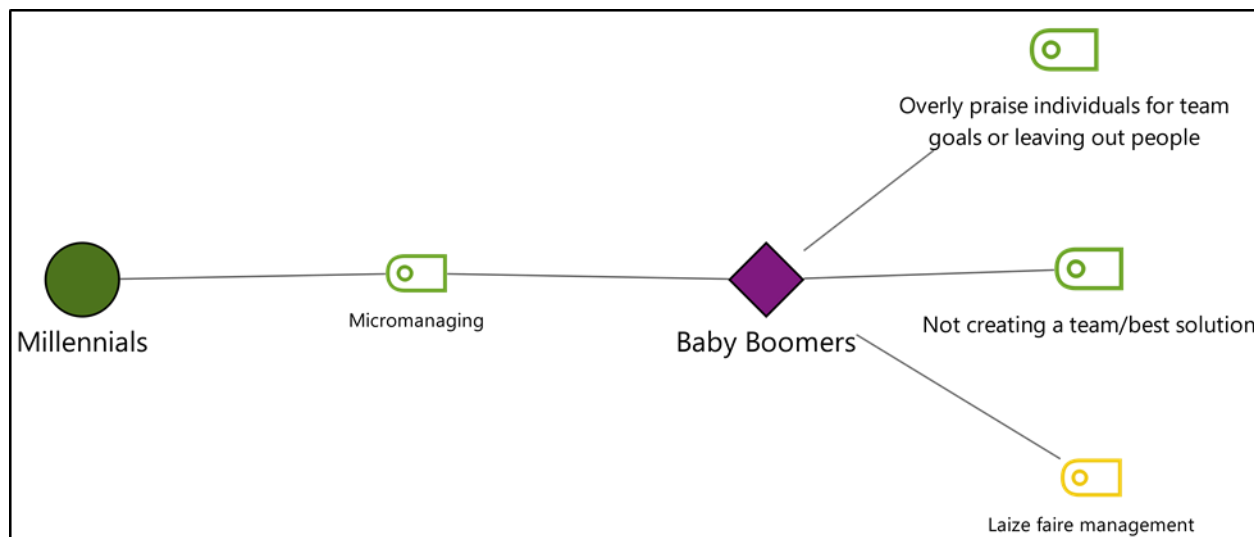 Overly praise individuals for team
goals or leaving out people
Micromanaging
Millennials
Baby Boomers
Not creating a team/best solution
Laize faire management